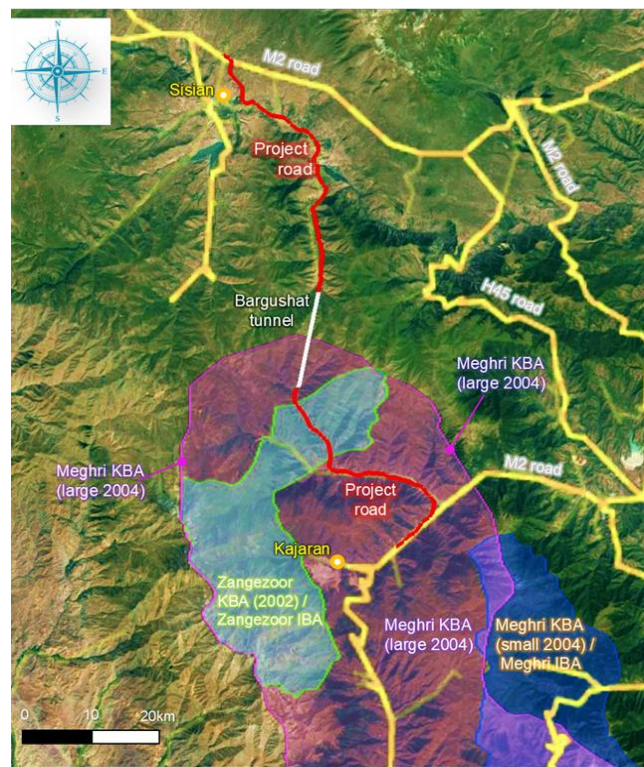 N
E
S
M2 road
Sisian
Project
road
M2 road
H45 road
Bargushat
tunnel
Meghri KBA
(large 2004)
Meghri KBA
(large 2004)
M2 road
Project
road
Kajaran
Zangezoor
KBA (2002) /
Zangezoor IBA
Meghri KBA
(large 2004)
Meghri KBA
(small 2004) /
Meghri IBA
0 10 20km